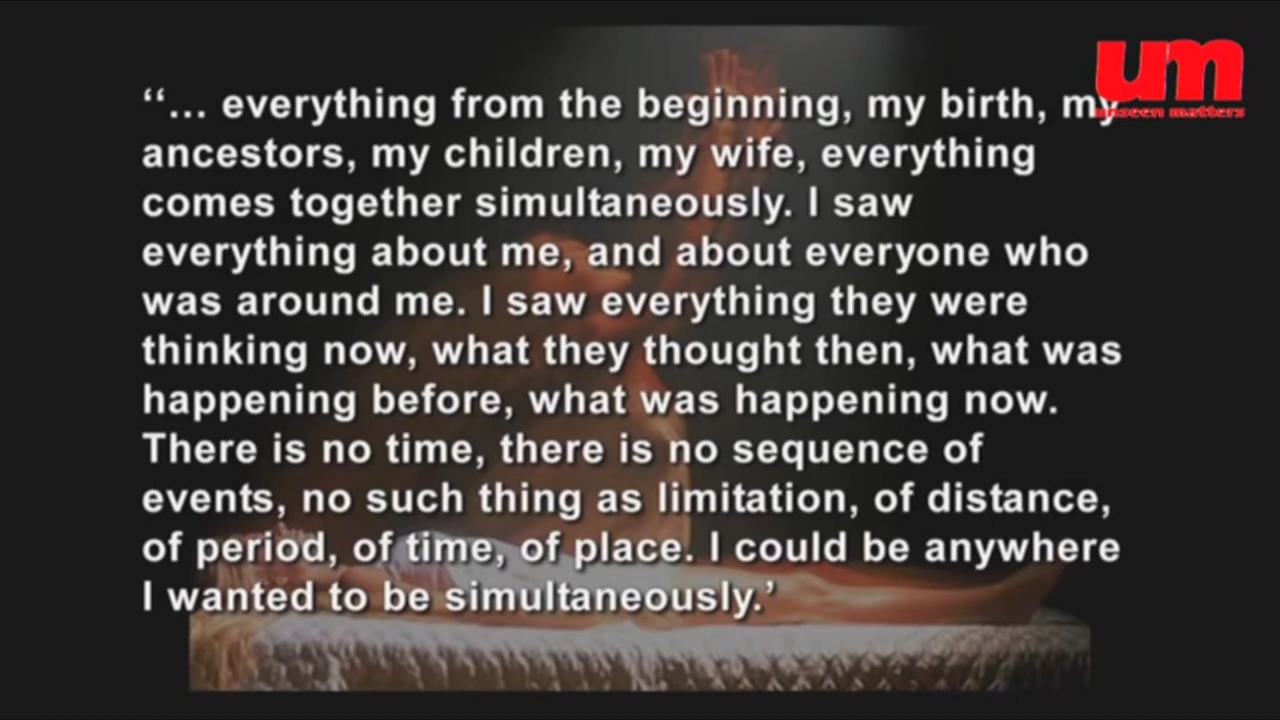 um
unseen matters
“... everything from the beginning, my birth, my
ancestors, my children, my wife, everything
comes together simultaneously. I saw
everything about me, and about everyone who
was around me. I saw everything they were
thinking now, what they thought then, what was
happening before, what was happening now.
There is no time, there is no sequence of
events, no such thing as limitation, of distance,
of period, of time, of place. I could be anywhere
I wanted to be simultaneously.’